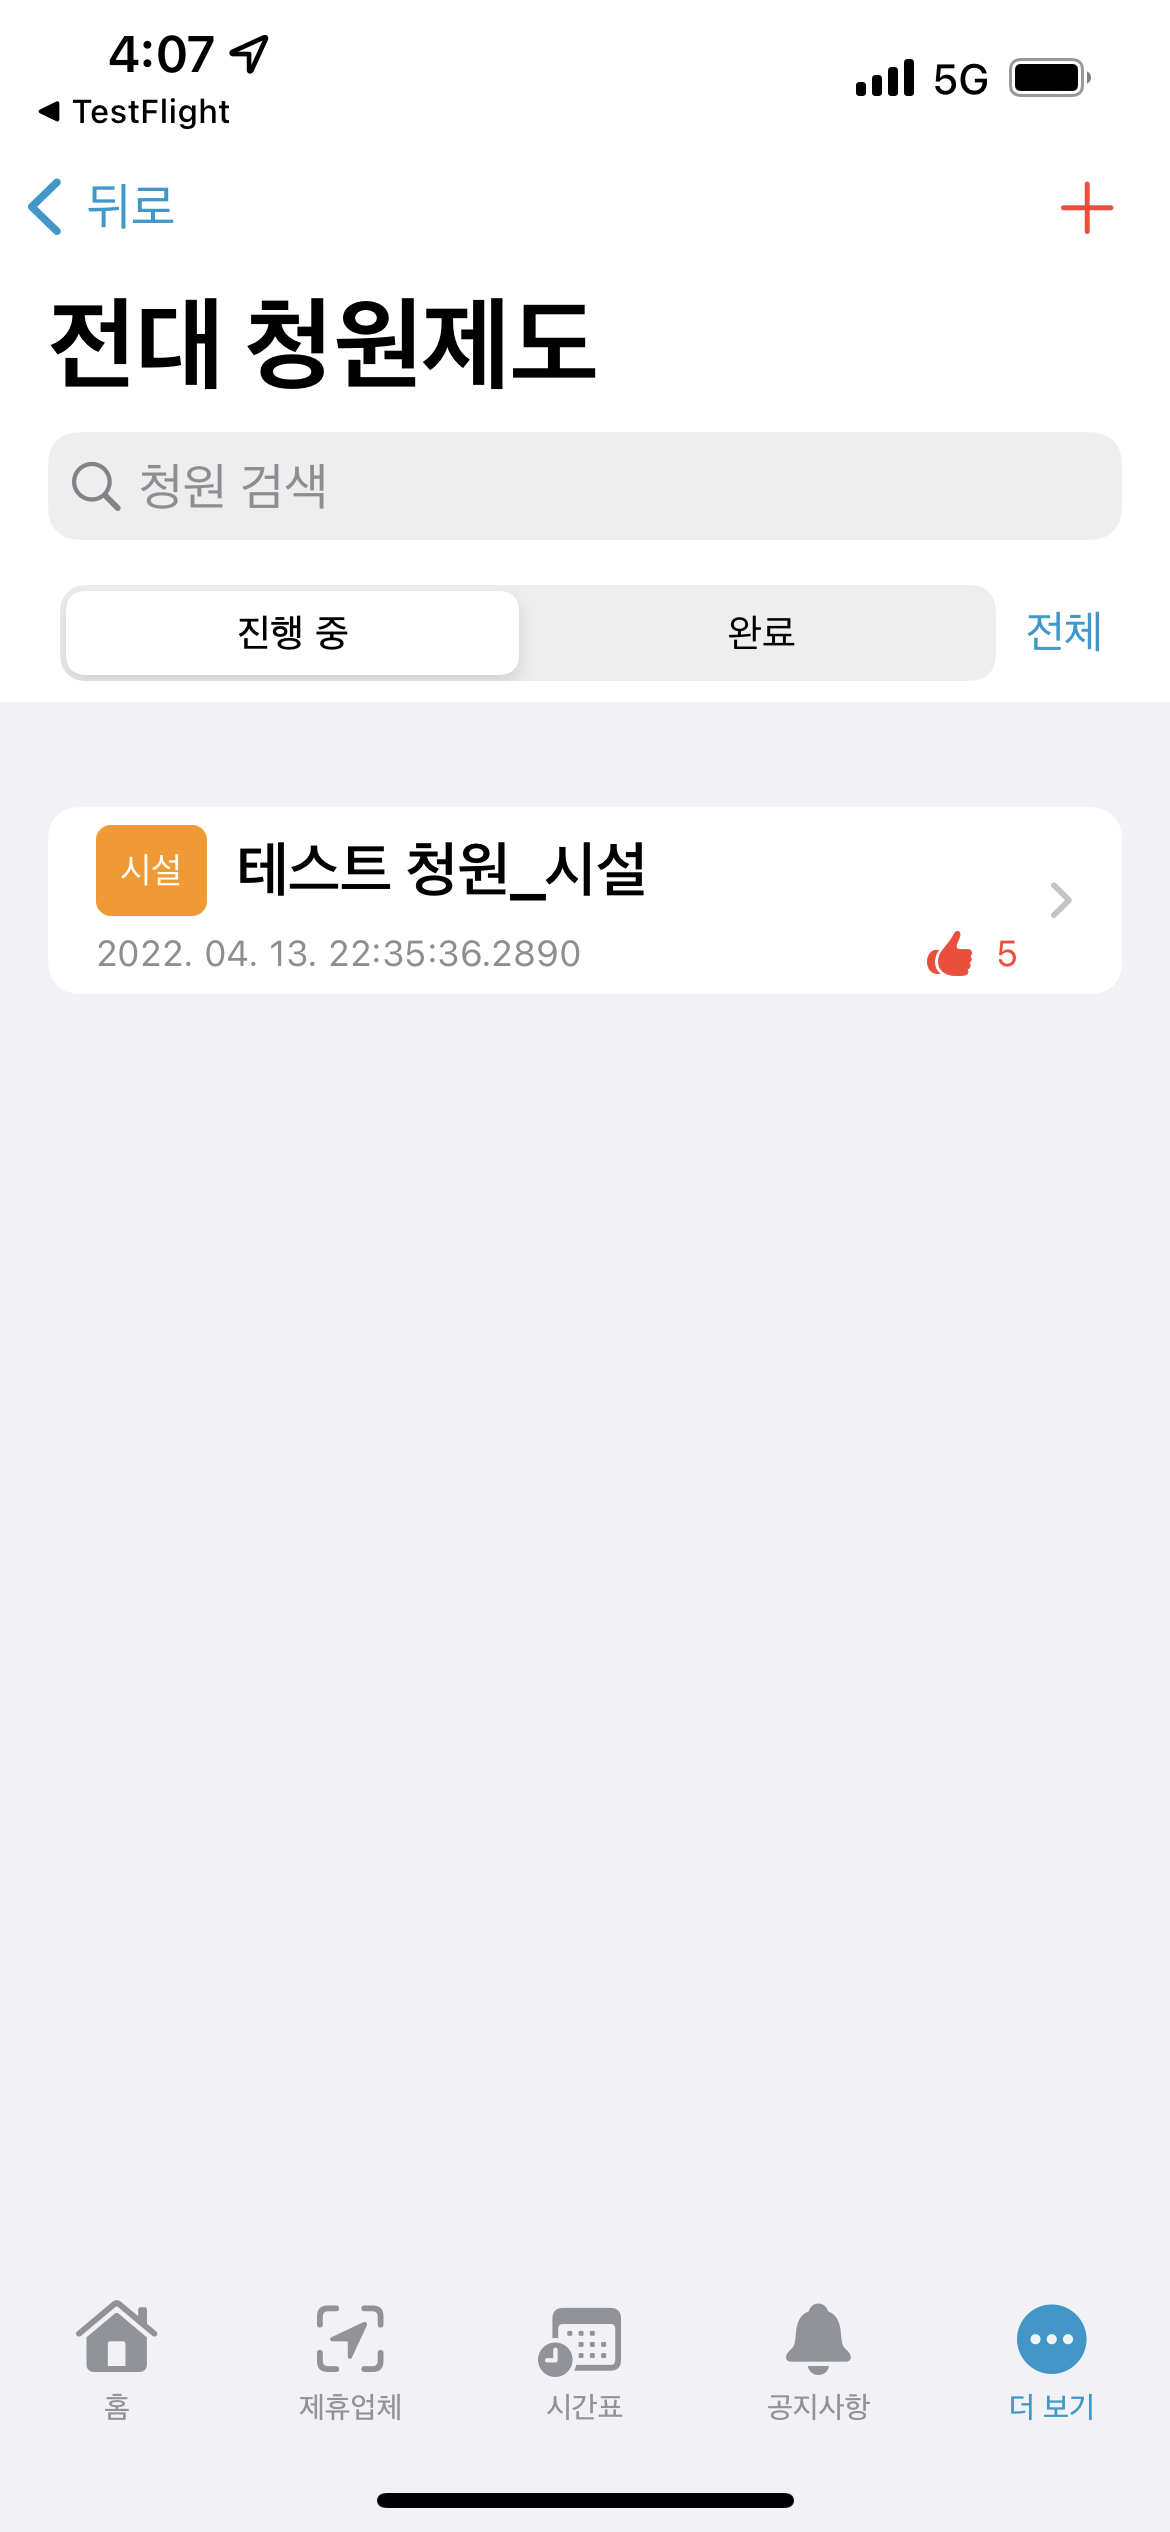 4:07
5G
◀ TestFlight
뒤로
전대 청원제도
청원 검색
진행 중
완료
전체
시설
테스트 청원_시설
2022. 04. 13. 22:35:36.2890
5
홈
제휴업체
시간표
공지사항
더 보기